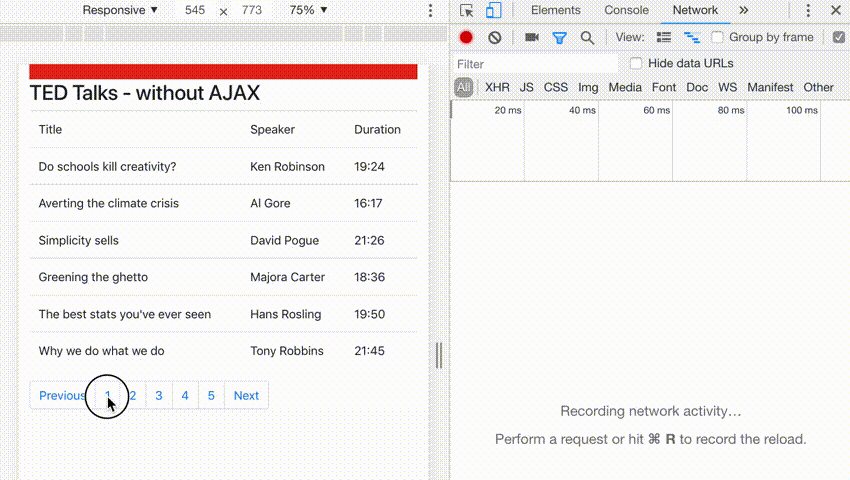 Responsive ▼ 545 × 773 75% ▼
Elements Console Network »
View: Group by frame
Filter Hide data URLs
All XHR JS CSS Img Media Font Doc WS Manifest Other
20 ms 40 ms 60 ms 80 ms 100 ms
TED Talks - without AJAX
Title Speaker Duration
Do schools kill creativity? Ken Robinson 19:24
Averting the climate crisis Al Gore 16:17
Simplicity sells David Pogue 21:26
Greening the ghetto Majora Carter 18:36
The best stats you've ever seen Hans Rosling 19:50
Why we do what we do Tony Robbins 21:45
Previous 1 2 3 4 5 Next
Recording network activity…
Perform a request or hit ⌘ R to record the reload.